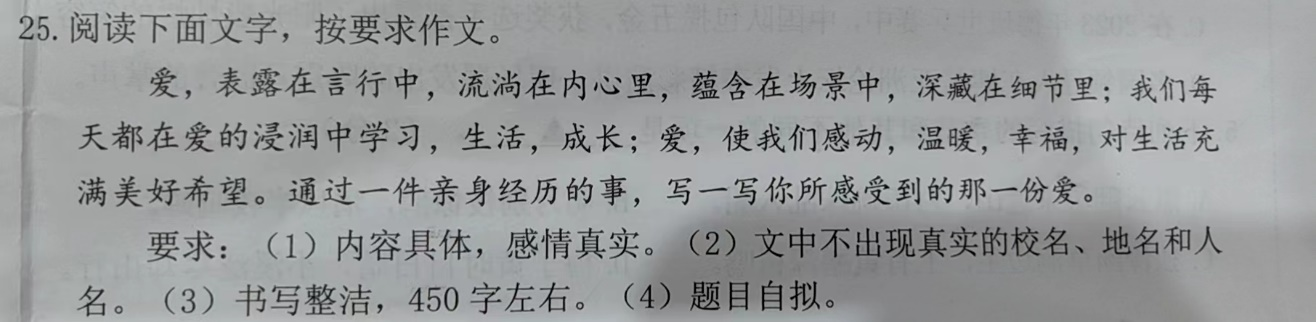 25. 阅读下面文字，按要求作文。
爱，表露在言行中，流淌在内心里，蕴含在场景中，深藏在细节里；我们每
天都在爱的浸润中学习，生活，成长；爱，使我们感动，温暖，幸福，对生活充
满美好希望。通过一件亲身经历的事，写一写你所感受到的那一份爱。
要求：（1）内容具体，感情真实。（2）文中不出现真实的校名、地名和人
名。（3）书写整洁，450 字左右。（4）题目自拟。